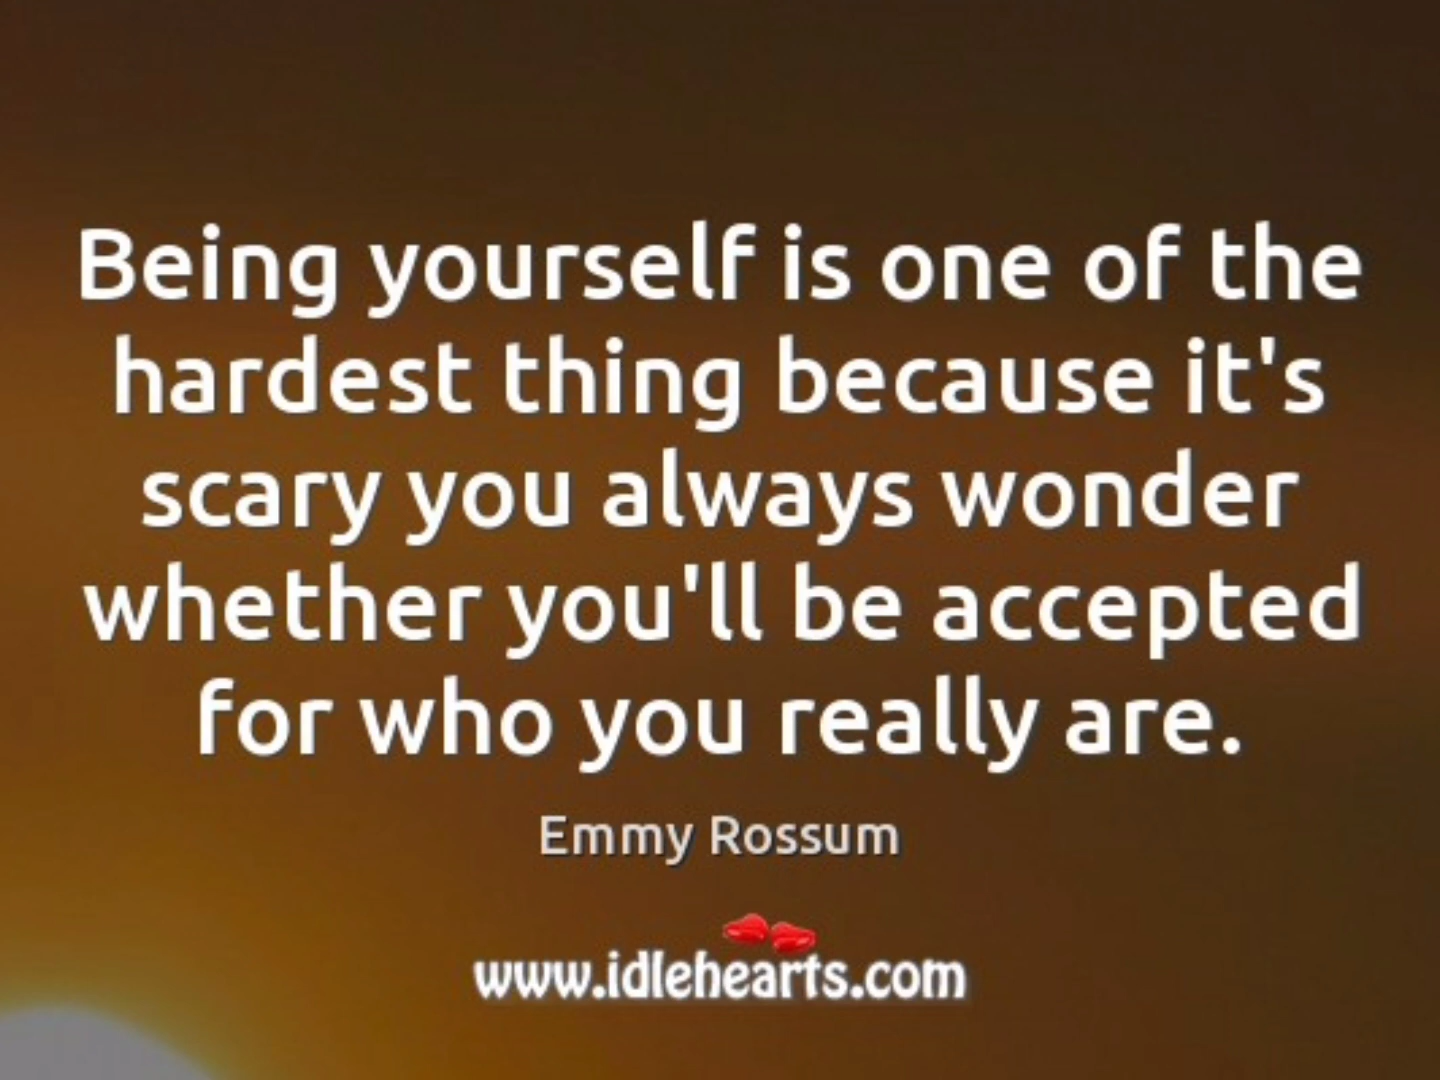 Being yourself is one of the
hardest thing because it's
scary you always wonder
whether you'll be accepted
for who you really are.
Emmy Rossum
www.idlehearts.com